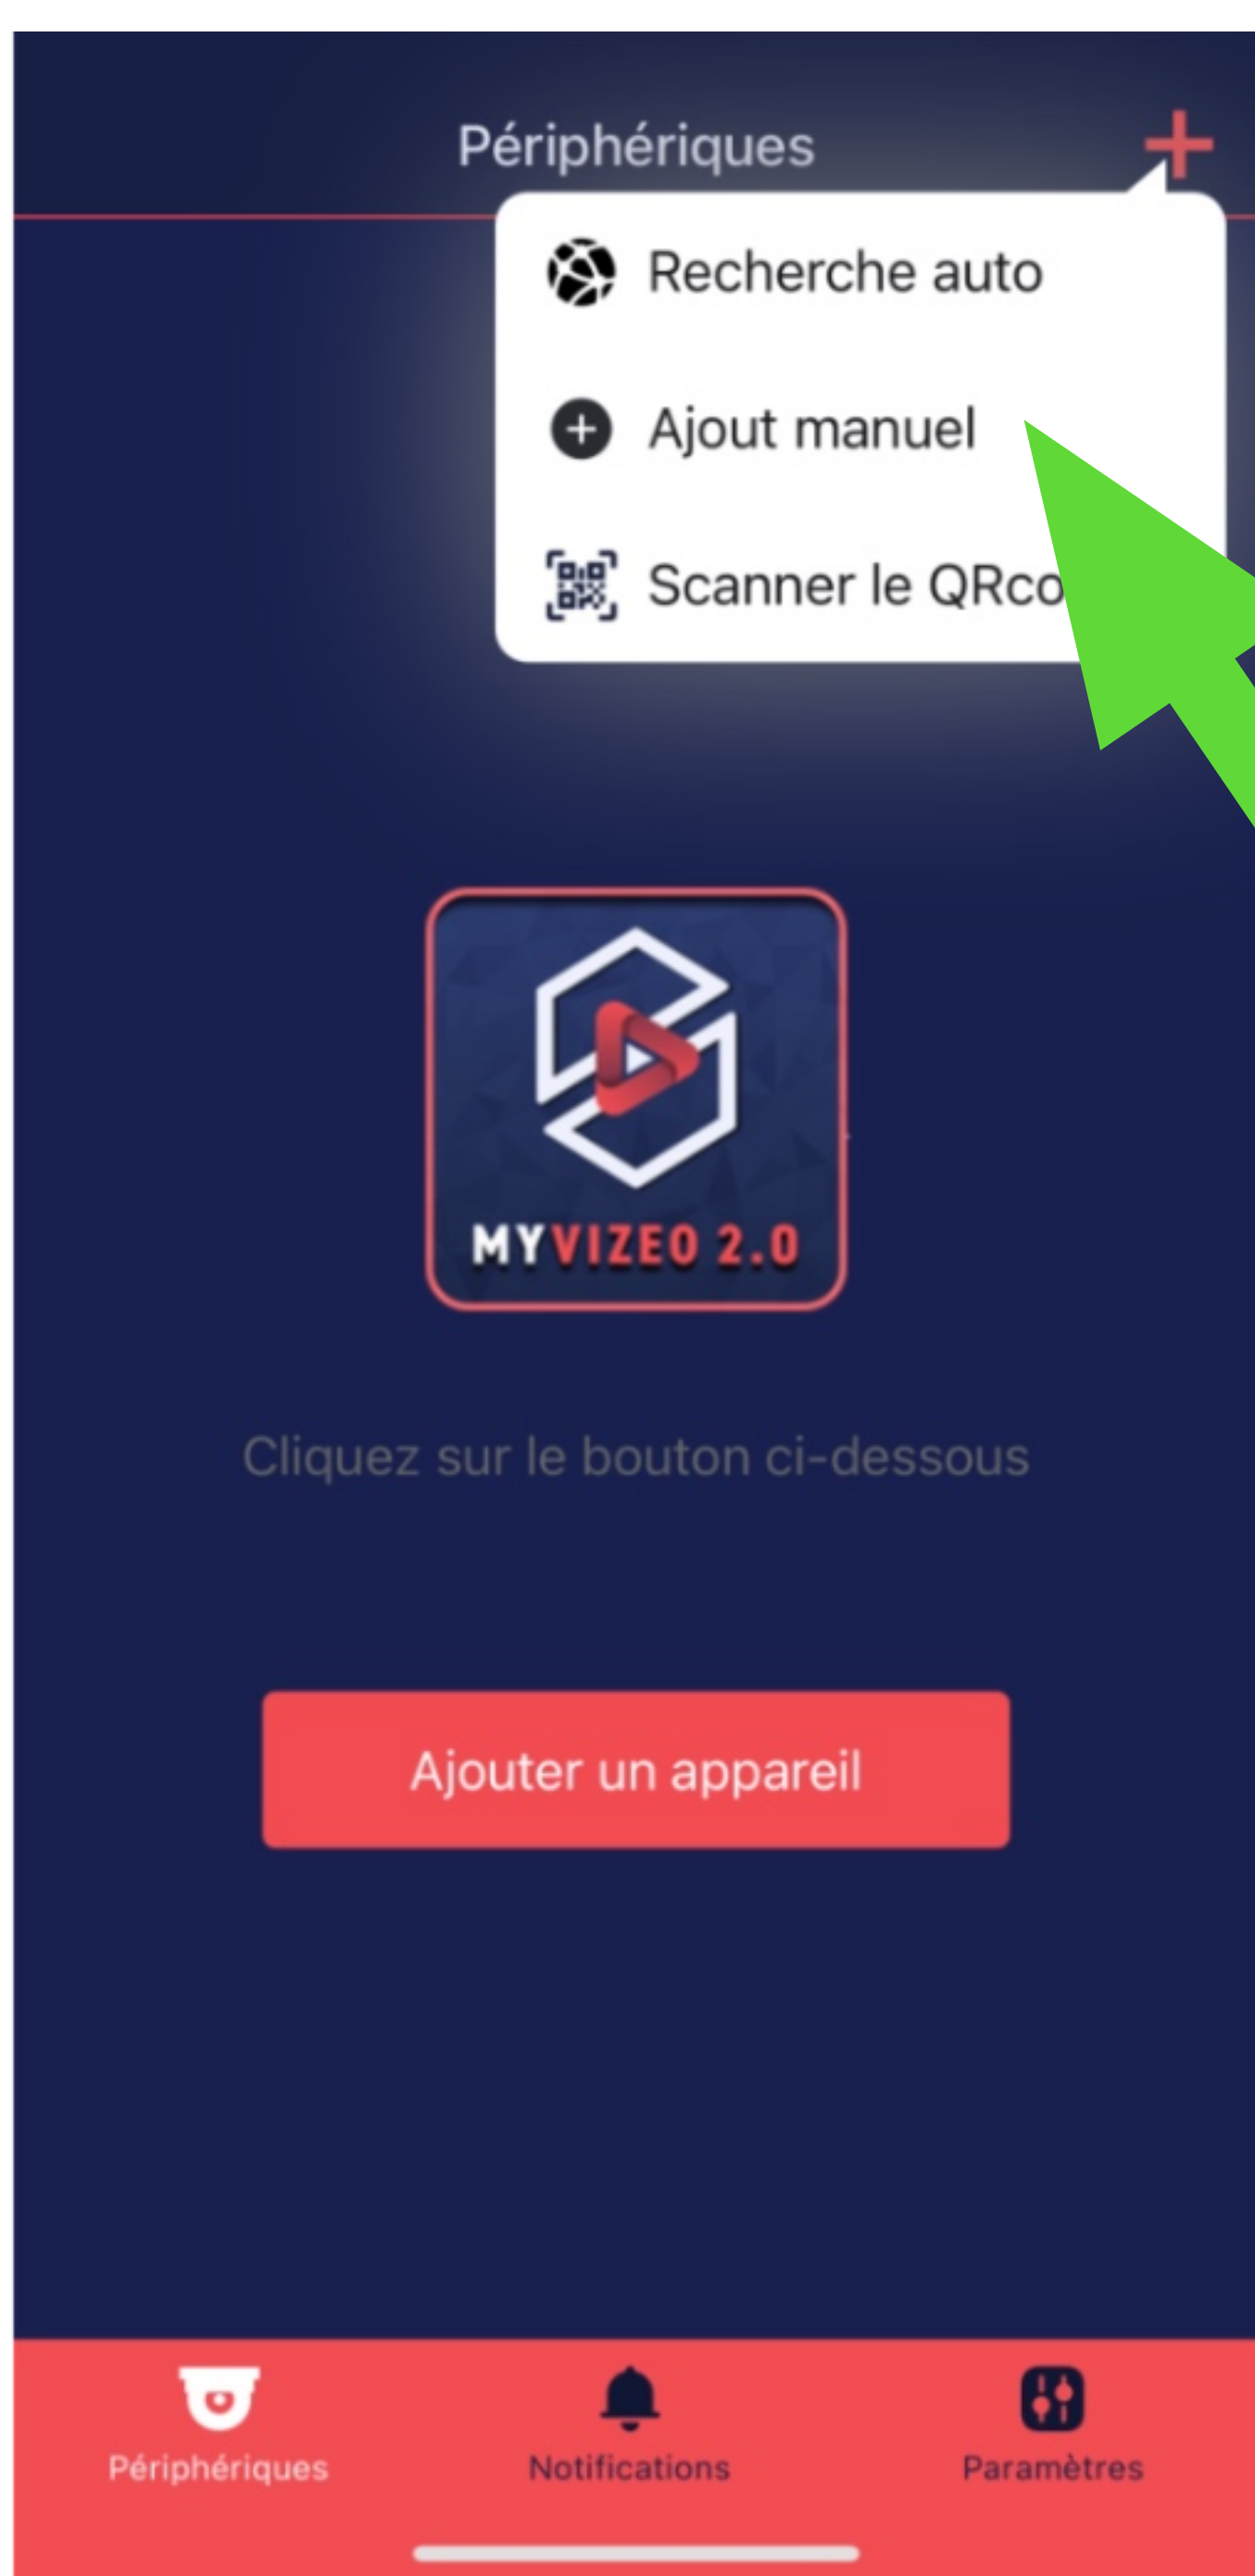 Périphériques
Recherche auto
Ajout manuel
Scanner le QRco
MYVIZEO 2.0
Cliquez sur le bouton ci-dessous
Ajouter un appareil
Périphériques
Notifications
Paramètres